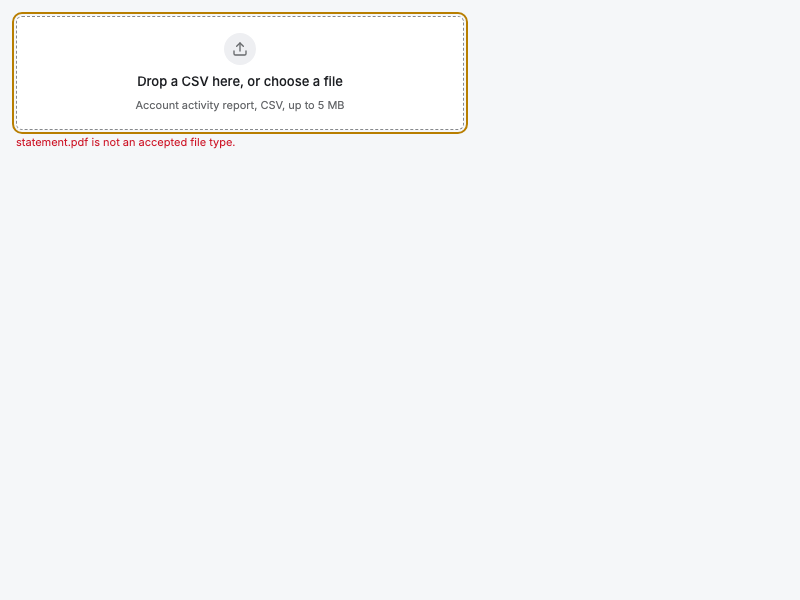 Drop a CSV here, or choose a file
Account activity report, CSV, up to 5 MB
statement.pdf is not an accepted file type.